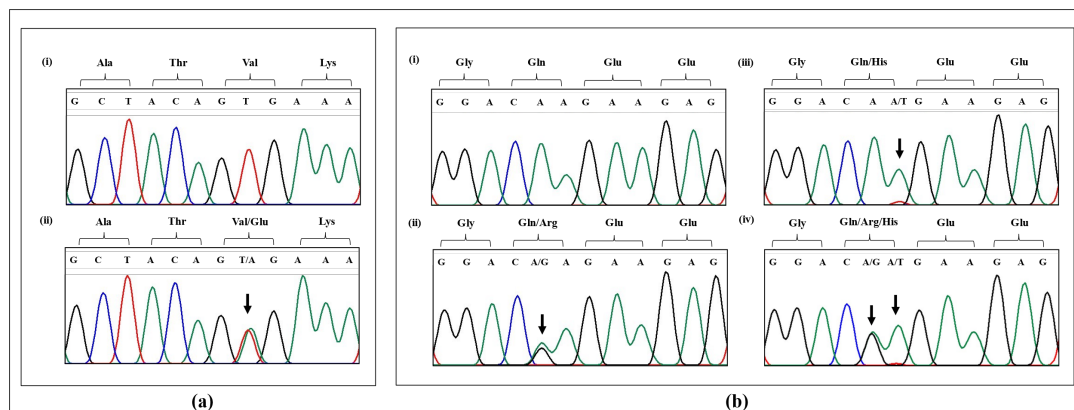 (i)
Ala Thr Val Lys
G C T A C A G T G A A A
(ii)
Ala Thr Val/Glu Lys
G C T A C A G T/A G A A A
(a)
(i)
Gly Gln Glu Glu
G G A C A A G A A G A G
(ii)
Gly Gln/Arg Glu Glu
G G A C A/G A G A A G A G
(iii)
Gly Gln/His Glu Glu
G G A C A A/T G A A G A G
(iv)
Gly Gln/Arg/His Glu Glu
G G A C A/G A/T G A A G A G
(b)